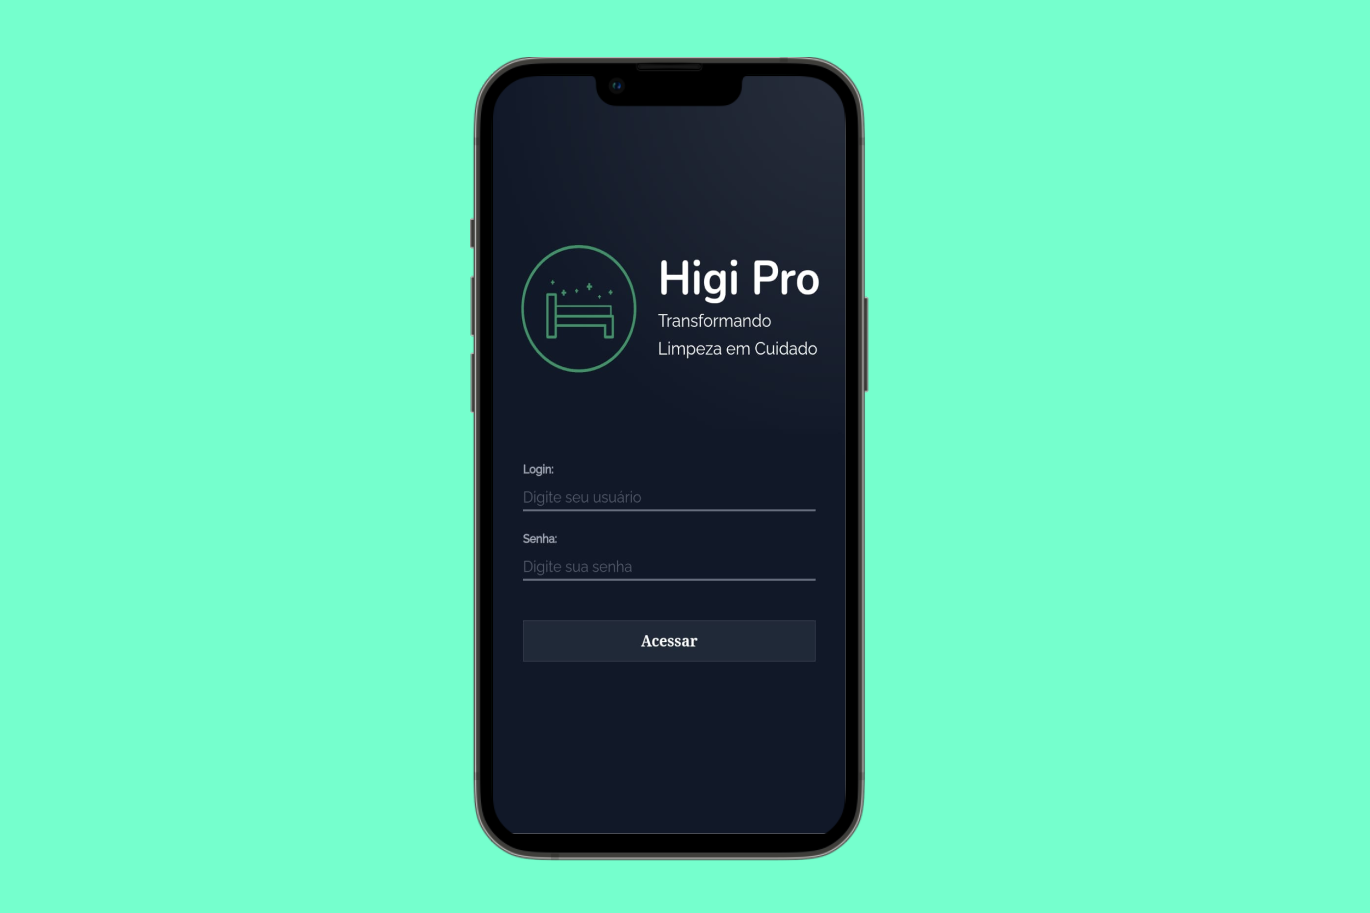 Higi Pro
Transformando
Limpeza em Cuidado
Login:
Digite seu usuário
Senha:
Digite sua senha
Acessar